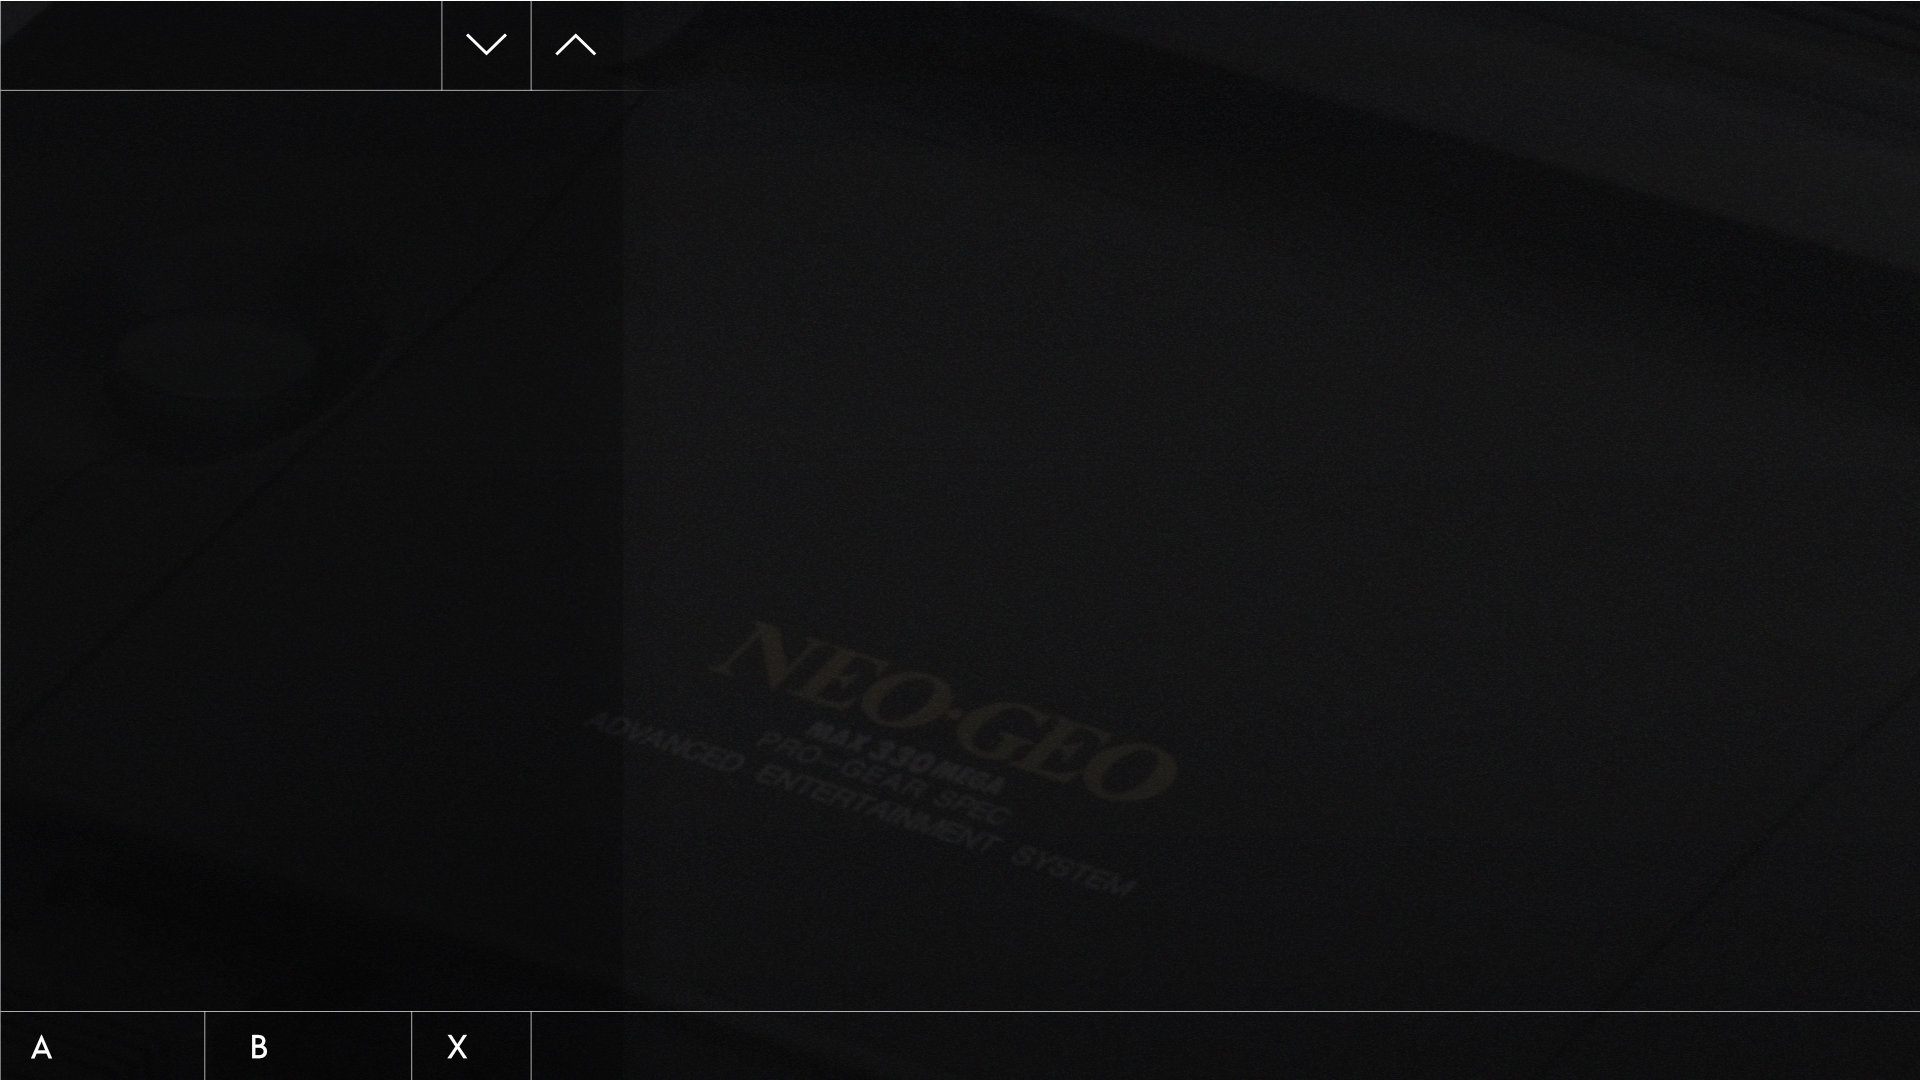 NEO•GEO
MAX 330 MEGA
PRO-GEAR SPEC
ADVANCED ENTERTAINMENT SYSTEM
A
B
X